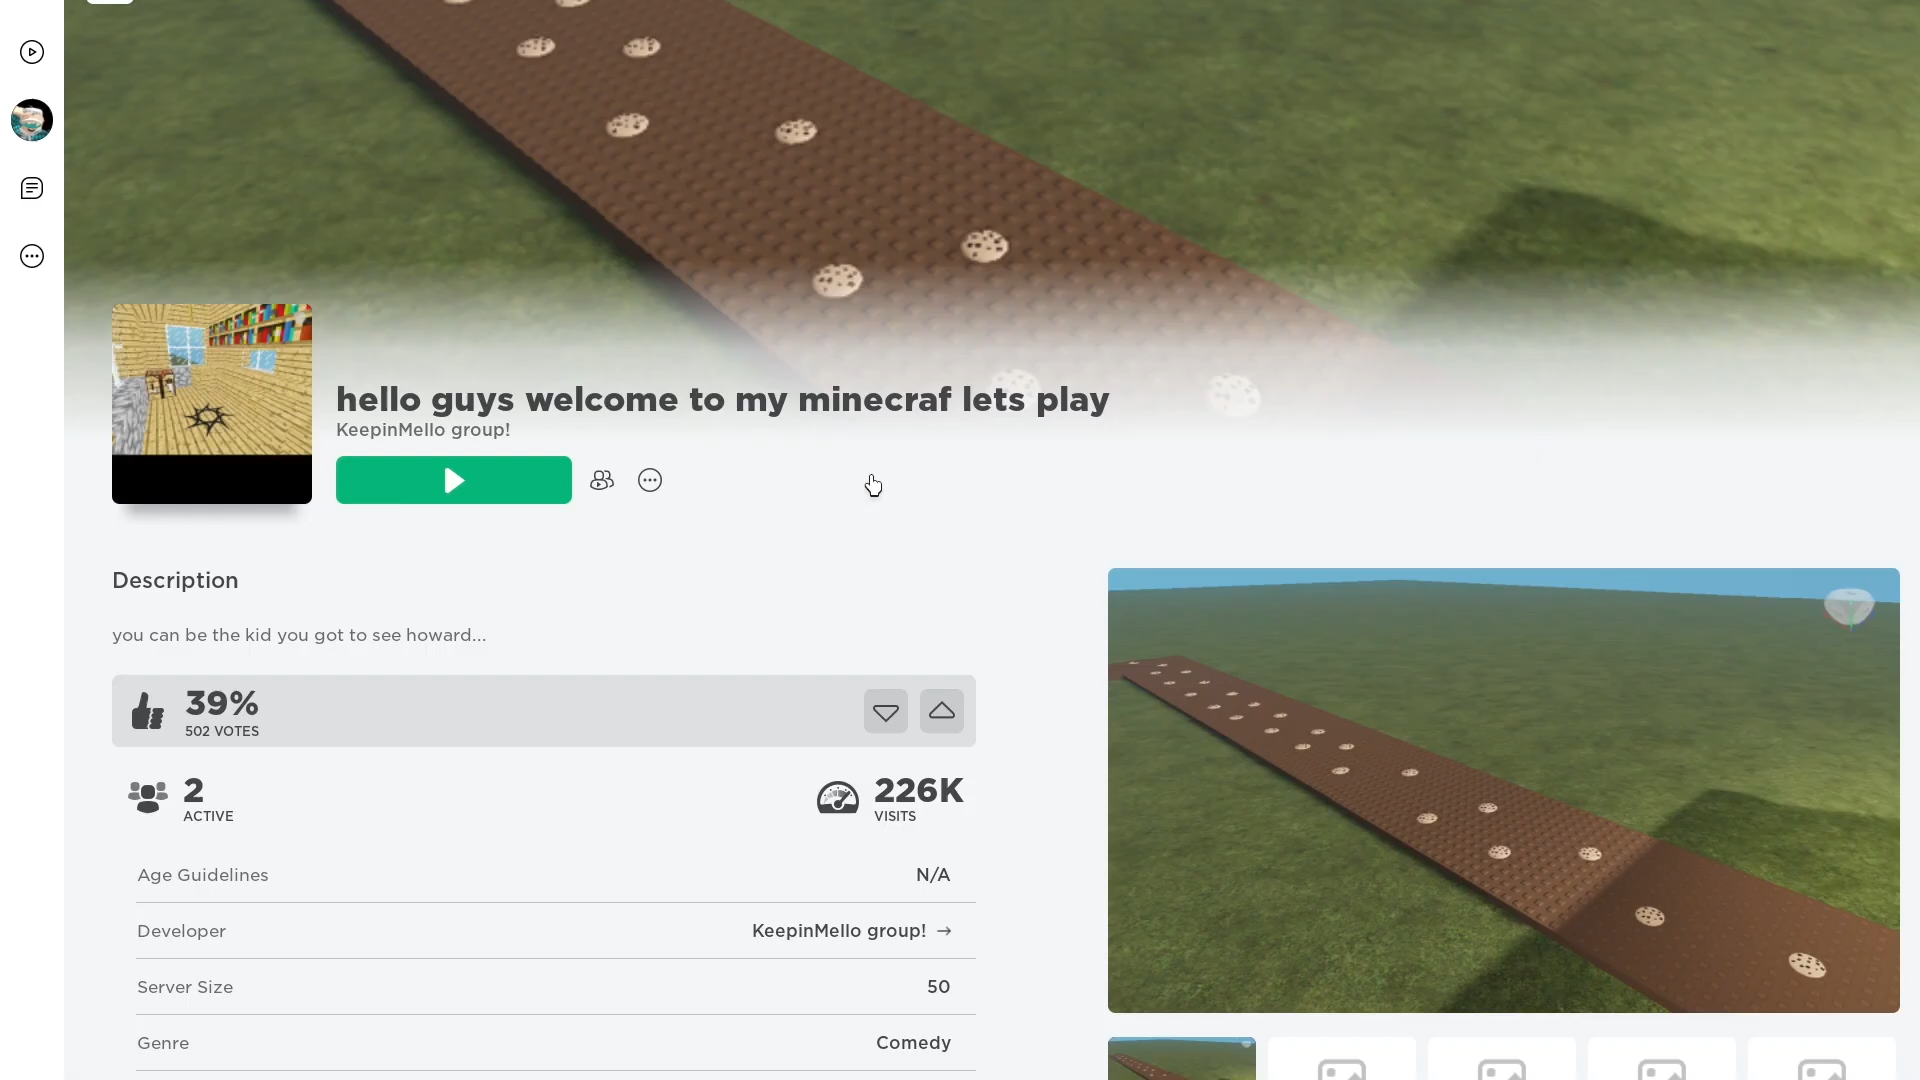 hello guys welcome to my minecraf lets play
KeepinMello group!
Description
you can be the kid you got to see howard...
39%
502 VOTES
2
ACTIVE
226K
VISITS
Age Guidelines N/A
Developer KeepinMello group! →
Server Size 50
Genre Comedy